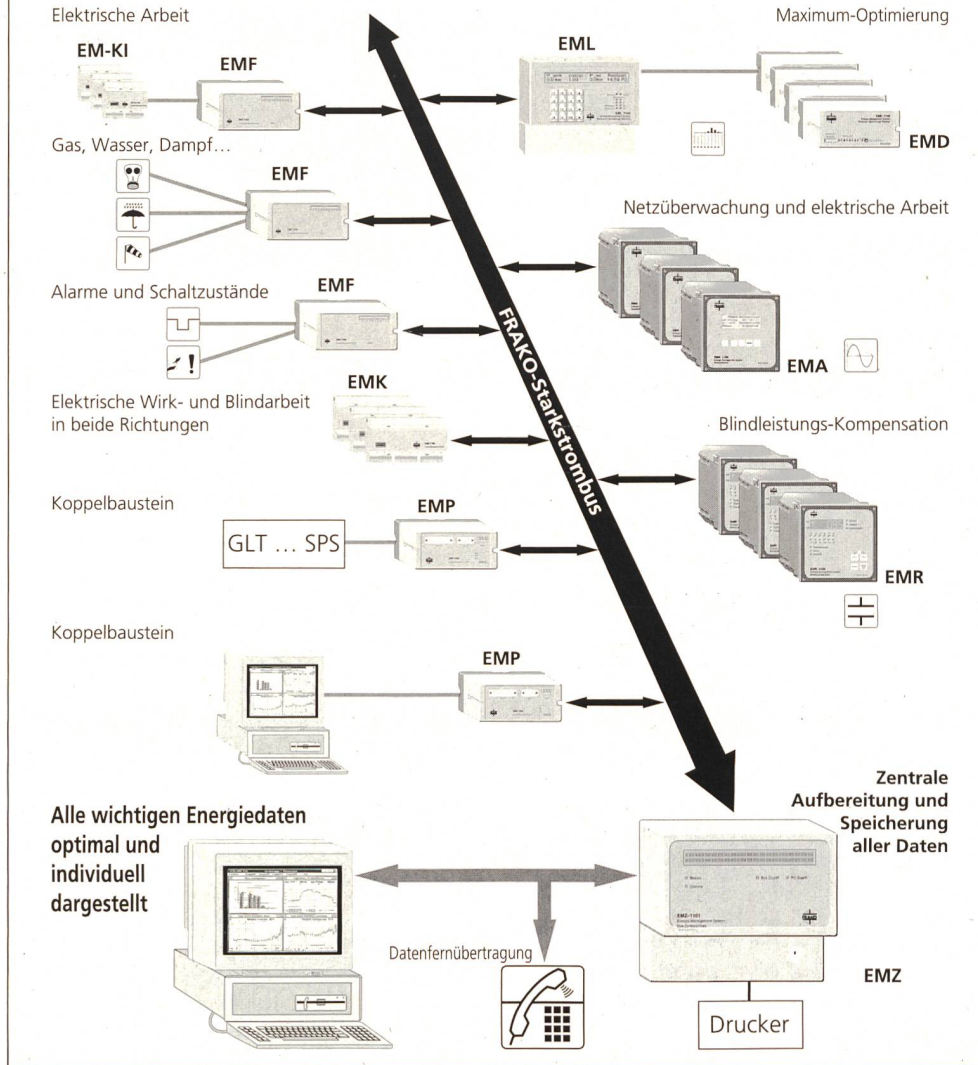 Elektrische Arbeit
Maximum-Optimierung
EM-KI
EMF
EML
EMD
Gas, Wasser, Dampf...
EMF
Netzüberwachung und elektrische Arbeit
EMA
Alarme und Schaltzustände
EMF
FRAKO-Starkstrombus
Elektrische Wirk- und Blindarbeit
in beide Richtungen
EMK
Blindleistungs-Kompensation
EMR
Koppelbaustein
EMP
GLT ... SPS
Koppelbaustein
EMP
Zentrale
Aufbereitung und
Speicherung
aller Daten
Alle wichtigen Energiedaten
optimal und
individuell
dargestellt
EMZ-1101
Datenfernübertragung
EMZ
Drucker